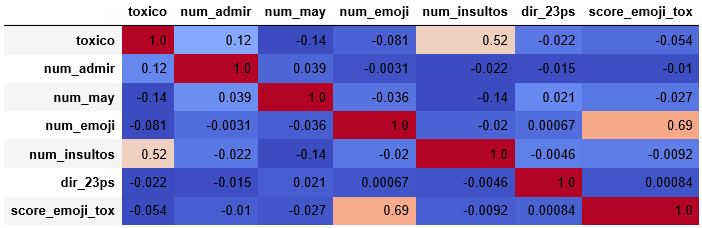 toxico num_admir num_may num_emoji num_insultos dir_23ps score_emoji_tox
toxico 1.0 0.12 -0.14 -0.081 0.52 -0.022 -0.054
num_admir 0.12 1.0 0.039 -0.0031 -0.022 -0.015 -0.01
num_may -0.14 0.039 1.0 -0.036 -0.14 0.021 -0.027
num_emoji -0.081 -0.0031 -0.036 1.0 -0.02 0.00067 0.69
num_insultos 0.52 -0.022 -0.14 -0.02 1.0 -0.0046 -0.0092
dir_23ps -0.022 -0.015 0.021 0.00067 -0.0046 1.0 0.00084
score_emoji_tox -0.054 -0.01 -0.027 0.69 -0.0092 0.00084 1.0